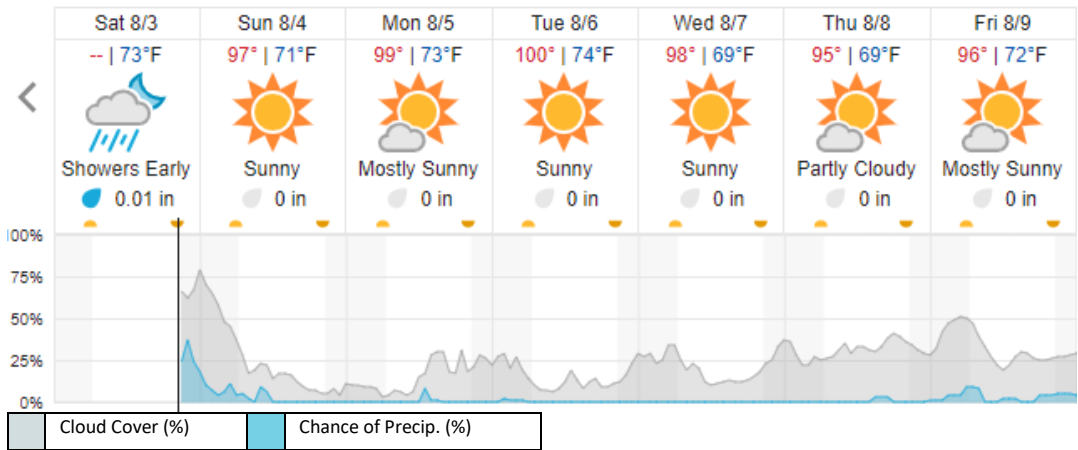 Sat 8/3 Sun 8/4 Mon 8/5 Tue 8/6 Wed 8/7 Thu 8/8 Fri 8/9
-- | 73°F 97° | 71°F 99° | 73°F 100° | 74°F 98° | 69°F 95° | 69°F 96° | 72°F
Showers Early Sunny Mostly Sunny Sunny Sunny Partly Cloudy Mostly Sunny
0.01 in 0 in 0 in 0 in 0 in 0 in 0 in
100%
75%
50%
25%
0%
Cloud Cover (%) Chance of Precip. (%)